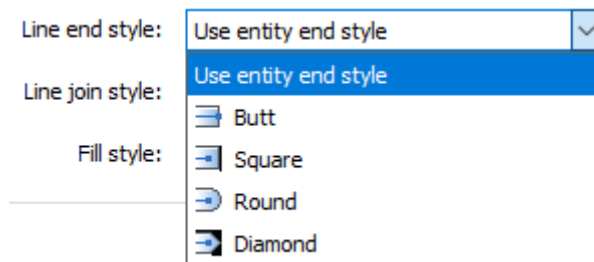 Line end style: Use entity end style
Use entity end style
Line join style:
Butt
Fill style:
Square
Round
Diamond